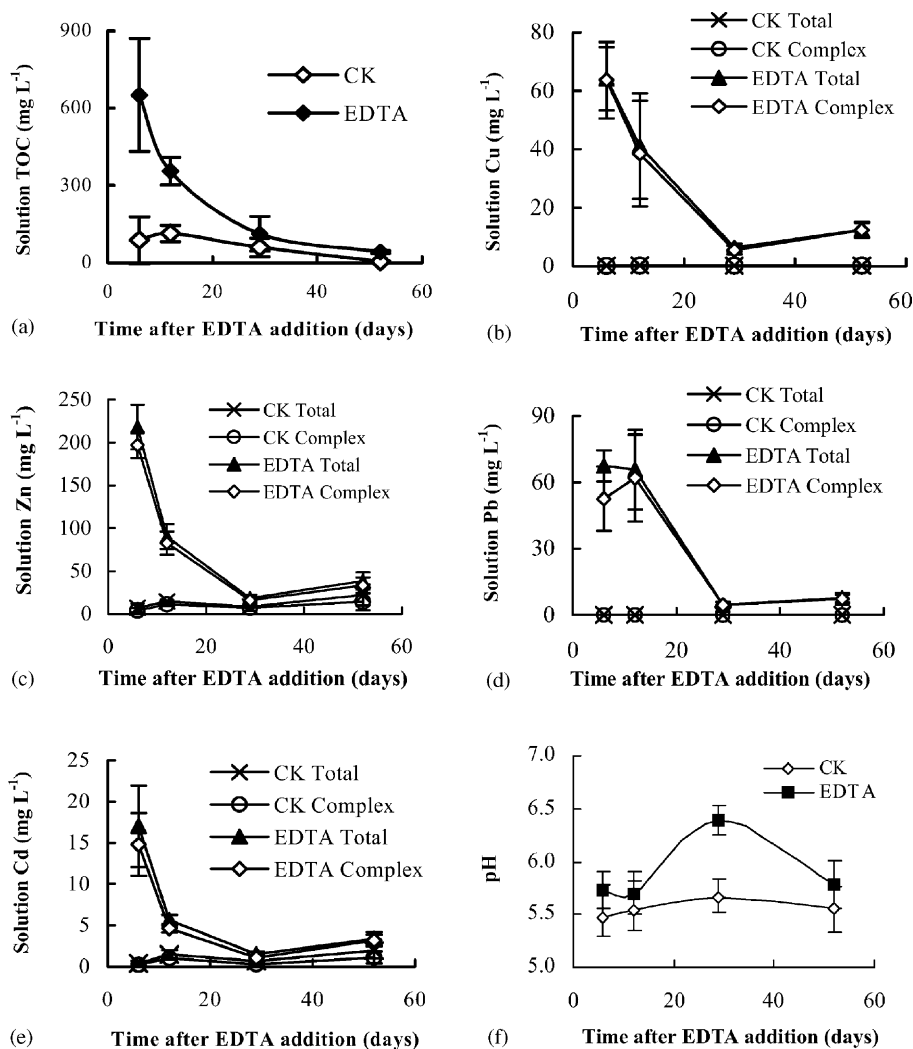 900
600
300
0
0
20
40
60
Solution TOC (mg L-1)
CK
EDTA
(a)
Time after EDTA addition (days)
80
60
40
20
0
0
20
40
60
Solution Cu (mg L-1)
CK Total
CK Complex
EDTA Total
EDTA Complex
(b)
Time after EDTA addition (days)
250
200
150
100
50
0
0
20
40
60
Solution Zn (mg L-1)
CK Total
CK Complex
EDTA Total
EDTA Complex
(c)
Time after EDTA addition (days)
90
60
30
0
0
20
40
60
Solution Pb (mg L-1)
CK Total
CK Complex
EDTA Total
EDTA Complex
(d)
Time after EDTA addition (days)
25
20
15
10
5
0
0
20
40
60
Solution Cd (mg L-1)
CK Total
CK Complex
EDTA Total
EDTA Complex
(e)
Time after EDTA addition (days)
7.0
6.5
6.0
5.5
5.0
0
20
40
60
pH
CK
EDTA
(f)
Time after EDTA addition (days)